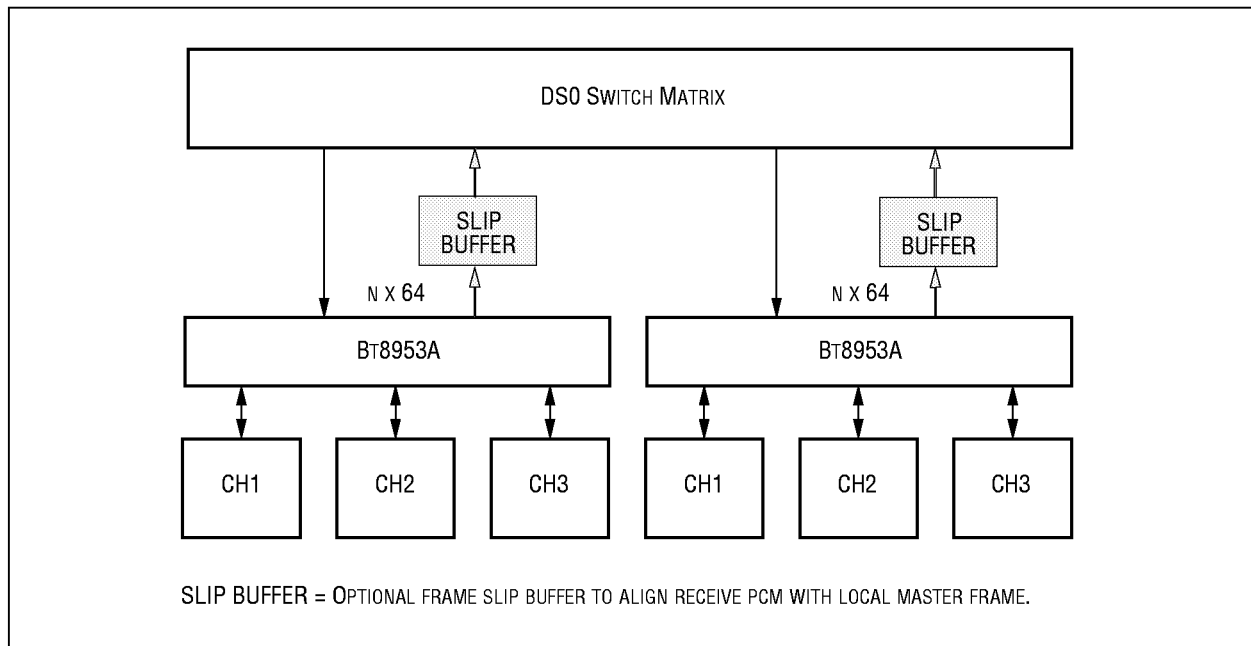 DS0 SWITCH MATRIX
SLIP
BUFFER
SLIP
BUFFER
N X 64
N X 64
BT8953A
BT8953A
CH1
CH2
CH3
CH1
CH2
CH3
SLIP BUFFER = OPTIONAL FRAME SLIP BUFFER TO ALIGN RECEIVE PCM WITH LOCAL MASTER FRAME.